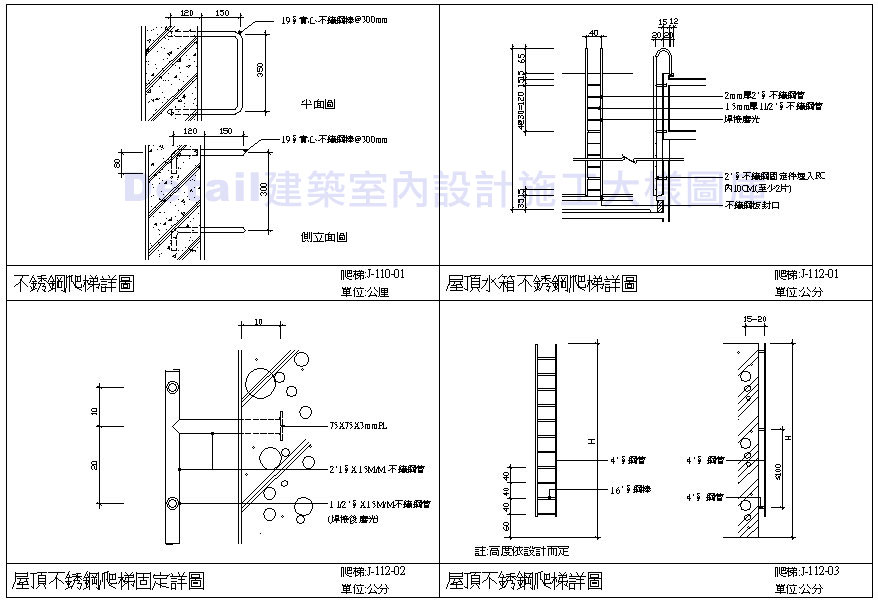 120 150
19∮實心不鏽鋼棒@300mm
350
平面圖
120 150
19∮實心不鏽鋼棒@300mm
80
300
側立面圖
Detail建築室內設計施工大樣圖
不銹鋼爬梯詳圖
爬梯:J-110-01
單位:公厘
15 12
40
20 20
65
15
15
4@30=120
15
35
2mm厚2"∮不鏽鋼管
1.5mm厚11/2"∮不鏽鋼管
焊接磨光
2"∮不鏽鋼固定件埋入RC
內10CM(至少2片)
不鏽鋼板封口
屋頂水箱不銹鋼爬梯詳圖
爬梯:J-112-01
單位:公分
10
10
20
75X75X3mmPL
2"∮X1.5M/M不鏽鋼管
1 1/2"∮X1.5M/M不鏽鋼管
(焊接後磨光)
屋頂不銹鋼爬梯固定詳圖
爬梯:J-112-02
單位:公分
15-20
H
H
4"∮鋼管
16"∮鋼棒
40
40
40
60
4"∮鋼管
≤100
4"∮鋼管
註:高度依設計而定
屋頂不銹鋼爬梯詳圖
爬梯:J-112-03
單位:公分